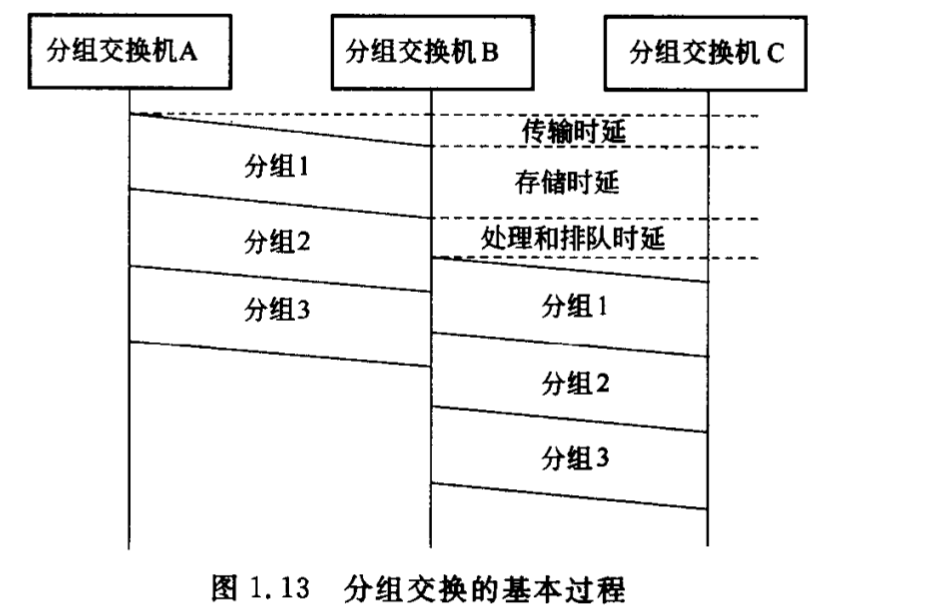 分组交换机A
分组交换机B
分组交换机C
传输时延
分组1
存储时延
分组2
处理和排队时延
分组3
分组1
分组2
分组3
图1.13 分组交换的基本过程